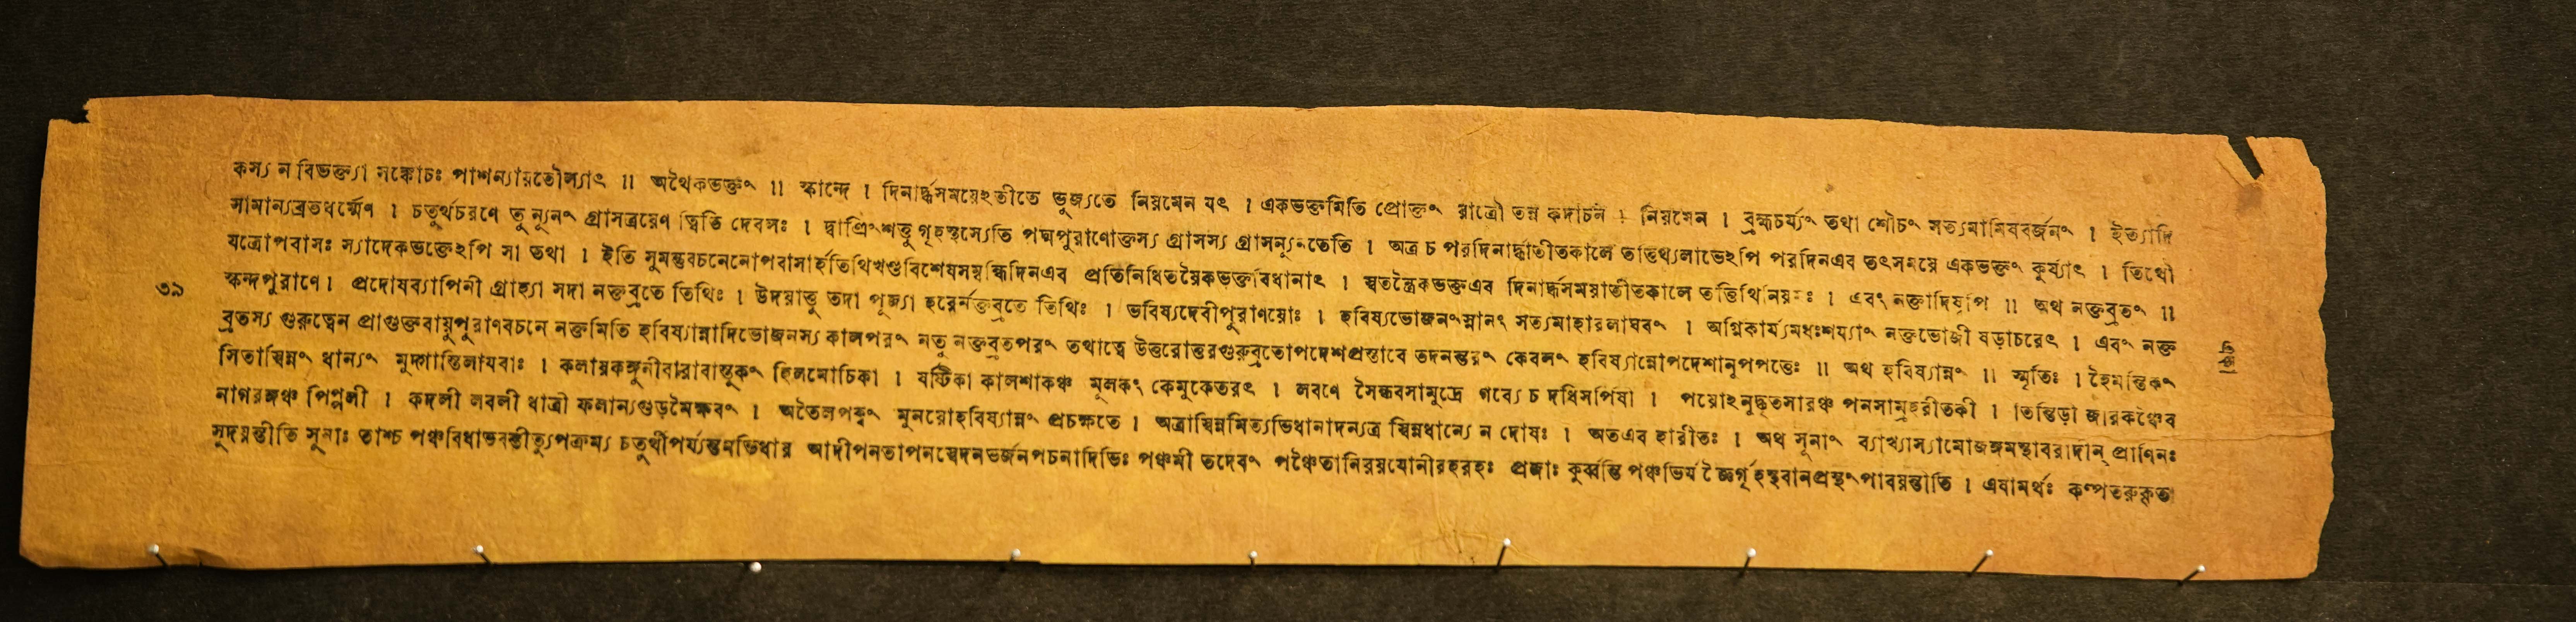 কস্য ন বিভক্ত্যা সঙ্কোচঃ পাশন্যায়তৌল্যাৎ ॥ অথৈকভক্তং ॥ স্কান্দে । দিনার্দ্ধসময়েঽতীতে ভুজ্যতে নিয়মেন যৎ । একভক্তমিতি প্রোক্তং রাত্রৌ তন্ন কদাচন । নিয়মেন । ব্রহ্মচর্য্যং তথা শৌচং সত্যমামিষবর্জনং । ইত্যাদি
সামান্যব্রতধর্ম্মেণ । চতুর্থচরণে তু ন্যূনং গ্রাসত্রয়েণ ত্বিতি দেবলঃ । দ্বাত্রিংশত্তু গৃহস্থস্যেতি পদ্মপুরাণোক্তস্য গ্রাসস্য গ্রাসন্যূনতেতি । অত্র চ পরদিনার্দ্ধাতীতকালে তত্তিথ্যলাভেঽপি পরদিনএব তৎসময়ে একভক্তং কুর্য্যাৎ । তিথৌ
যত্রোপবাসঃ স্যাদেকভক্তেঽপি সা তথা । ইতি সুমন্তুবচনেনোপবাসার্হতিথিখণ্ডবিশেষসম্বন্ধিদিনএব প্রতিনিধিতয়ৈকভক্তবিধানাৎ । স্বতন্ত্রৈকভক্তএব দিনার্দ্ধসময়াতীতকালে তত্তিথিনিয়মঃ । এবং নক্তাদিষ্বপি ॥ অথ নক্তব্রতং ॥
স্কন্দপুরাণে । প্রদোষব্যাপিনী গ্রাহ্যা সদা নক্তব্রতে তিথিঃ । উদয়াত্তু তদা পূজ্যা হরের্নক্তব্রতে তিথিঃ । ভবিষ্যদেবীপুরাণয়োঃ । হবিষ্যভোজনংস্নানং সত্যমাহারলাঘবং । অগ্নিকার্য্যমধঃশয্যাং নক্তভোজী ষড়াচরেৎ । এবং নক্ত
ব্রতস্য গুরুত্বেন প্রাগুক্তবায়ুপুরাণবচনে নক্তমিতি হবিষ্যান্নাদিভোজনস্য কালপরং নতু নক্তব্রতপরং তথাত্বে উত্তরোত্তরগুরুব্রতোপদেশপ্রস্তাবে তদনন্তরং কেবলং হবিষ্যান্নোপদেশানুপপত্তেঃ ॥ অথ হবিষ্যান্নং ॥ স্মৃতিঃ । হৈমন্তিকং
সিতাস্বিন্নং ধান্যং মুদ্গাস্তিলাযবাঃ । কলায়কঙ্গুনীবারাবাস্তুকং হিলমোচিকা । ষষ্টিকা কালশাকঞ্চ মূলকং কেমুকেতরৎ । লবণে সৈন্ধবসামুদ্রে গব্যে চ দধিসর্পিষী । পয়োঽনুদ্ধৃতসারঞ্চ পনসাম্রহরীতকী । তিন্তিড়ী জীরকঞ্চৈব
নাগরঙ্গঞ্চ পিপ্পলী । কদলী লবলী ধাত্রী ফলান্যগুড়মৈক্ষবং । অতৈলপক্বং মুনয়োহবিষ্যান্নং প্রচক্ষতে । অত্রাস্বিন্নমিত্যভিধানাদন্যত্র স্বিন্নধান্যে ন দোষঃ । অতএব হারীতঃ । অথ সূনাং ব্যাখ্যাস্যামোজঙ্গমস্থাবরাদীন্ প্রাণিনঃ
সূদয়ন্তীতি সূনাঃ তাশ্চ পঞ্চবিধাভবন্তীত্যুপক্রম্য চতুর্থীপর্য্যন্তমভিধায় আদীপনতাপনস্বেদনভর্জনপচনাদিভিঃ পঞ্চমী তদেবং পঞ্চৈতানিরয়যোনীরহরহঃ প্রজাঃ কুর্ব্বন্তি পঞ্চভির্যজ্ঞৈর্গৃহস্থবানপ্রস্থংপাবয়ন্তীতি । এষামর্থঃ কল্পতরুকৃতা
৩৯